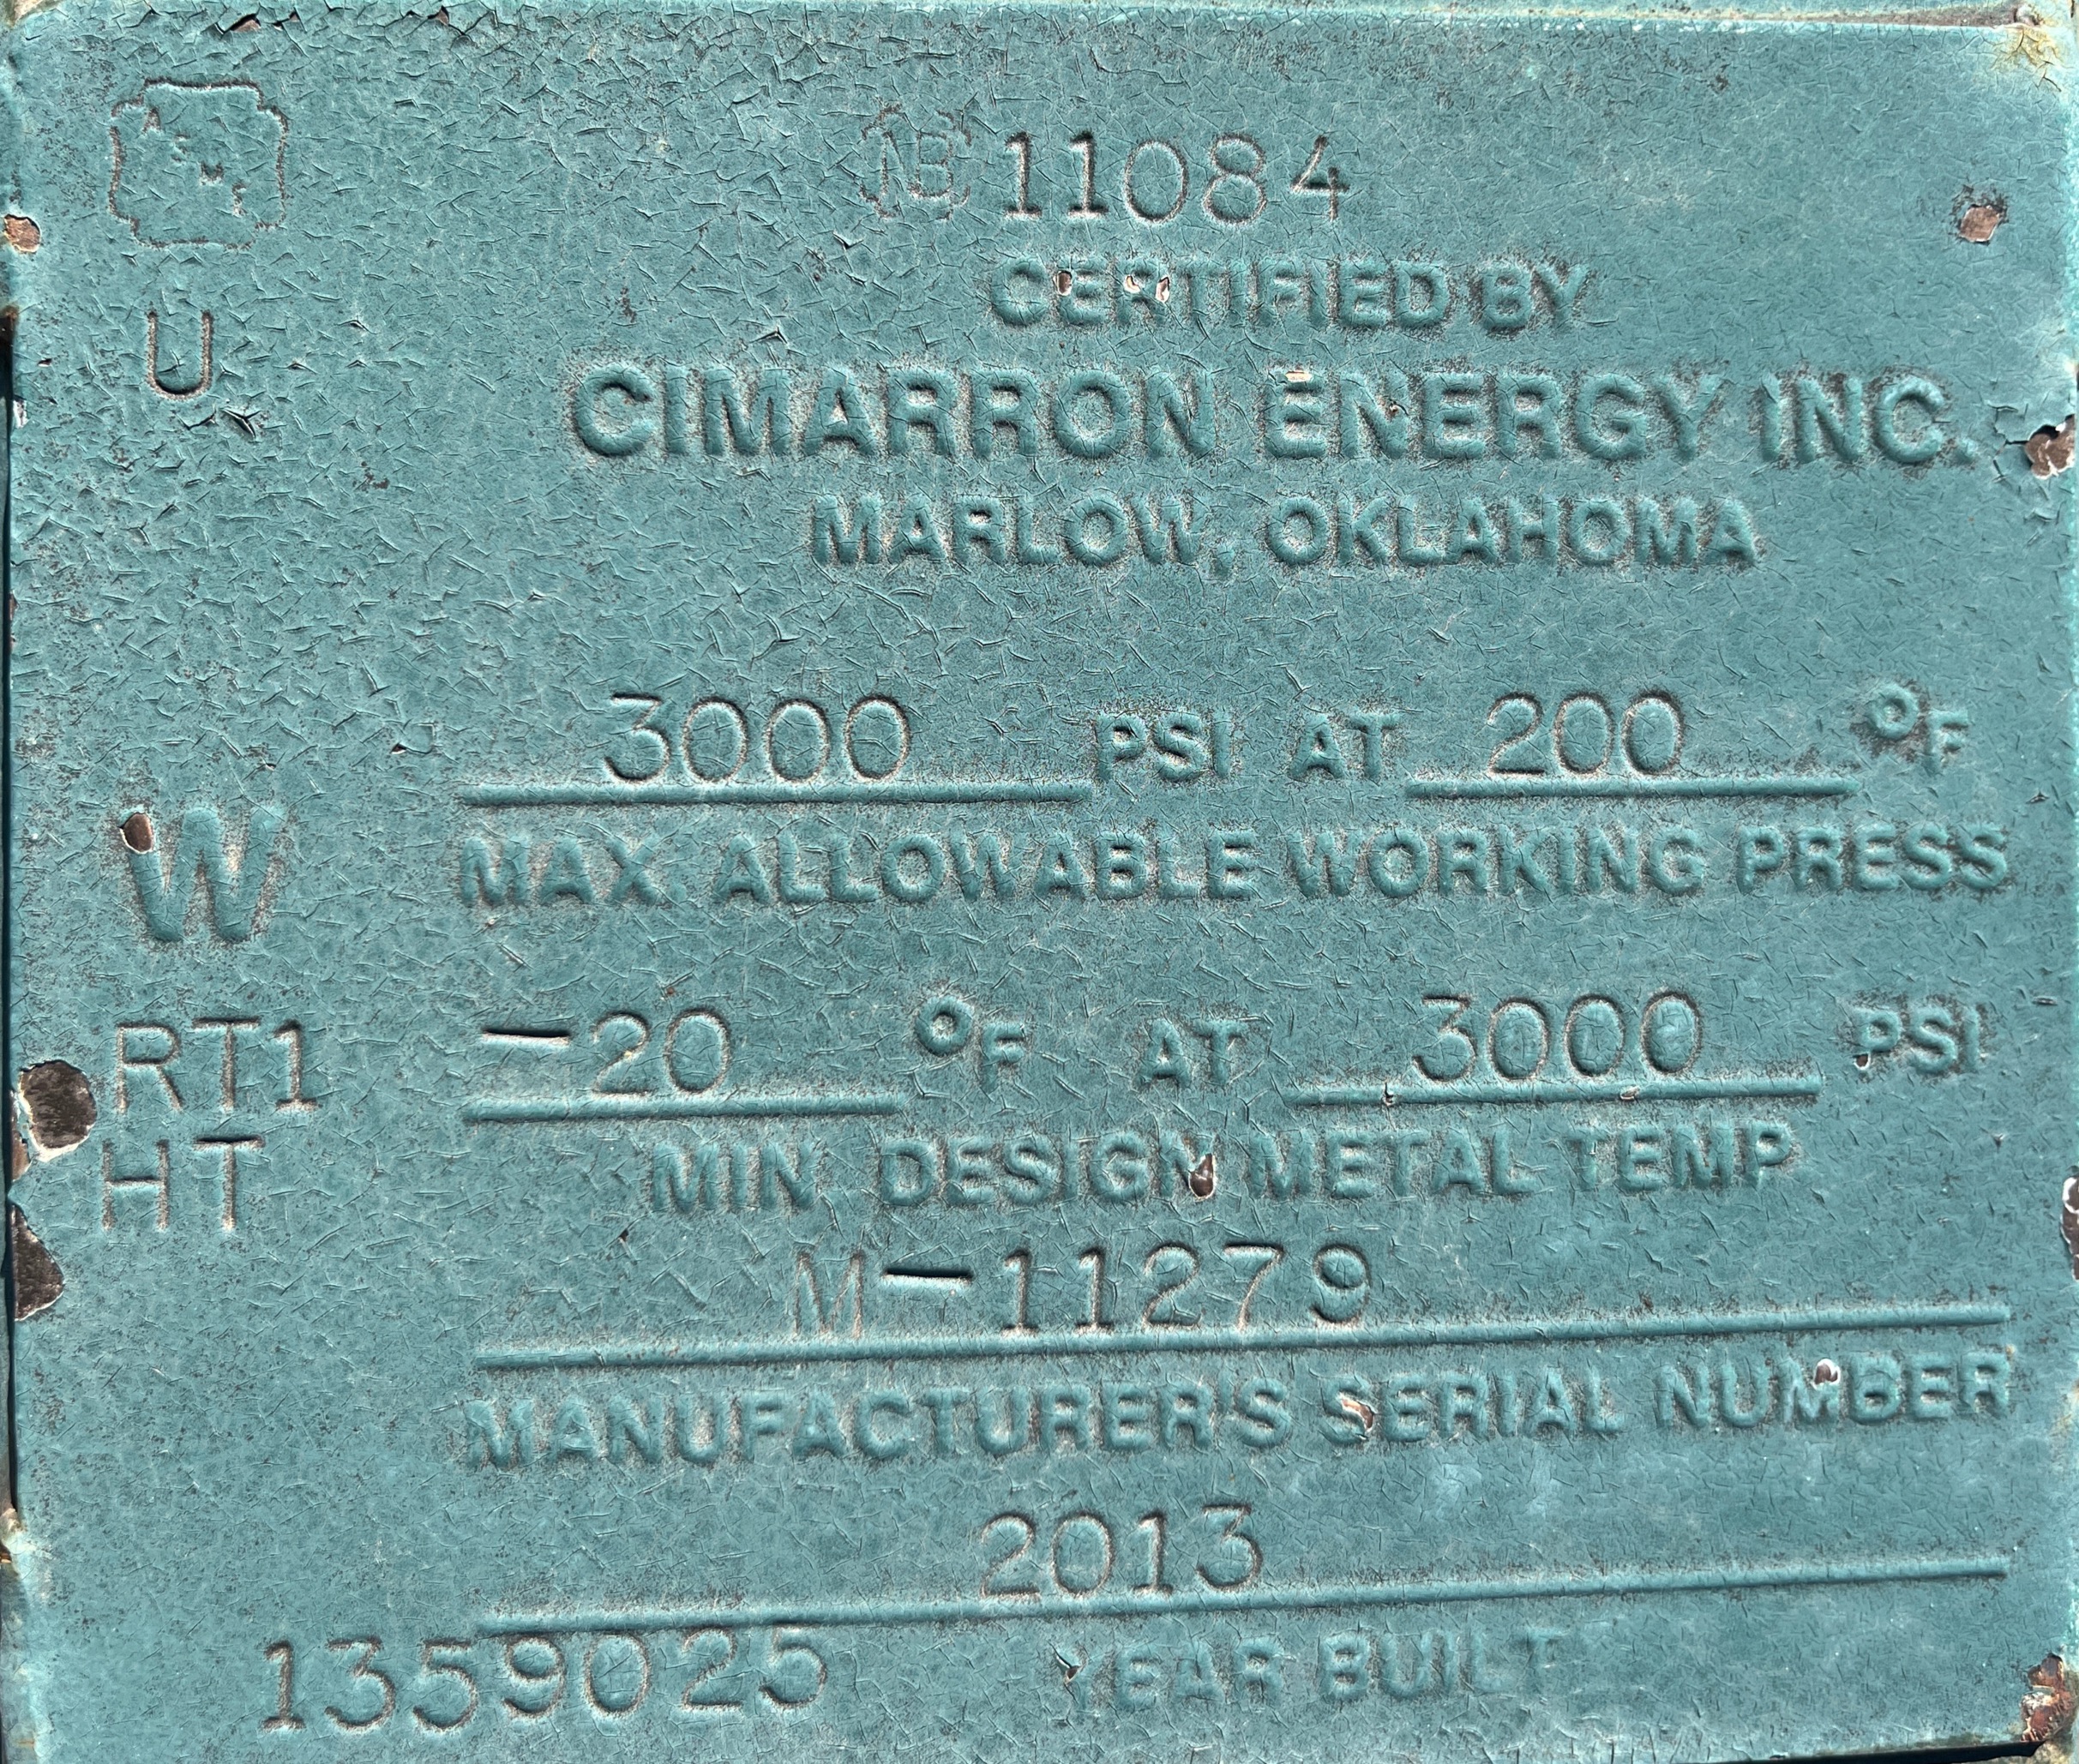 ASME
NB 11084
CERTIFIED BY
U
CIMARRON ENERGY INC.
MARLOW, OKLAHOMA
3000 PSI AT 200 °F
W
MAX. ALLOWABLE WORKING PRESS
RT1
-20 °F AT 3000 PSI
HT
MIN DESIGN METAL TEMP
M-11279
MANUFACTURER'S SERIAL NUMBER
2013
1359025 YEAR BUILT